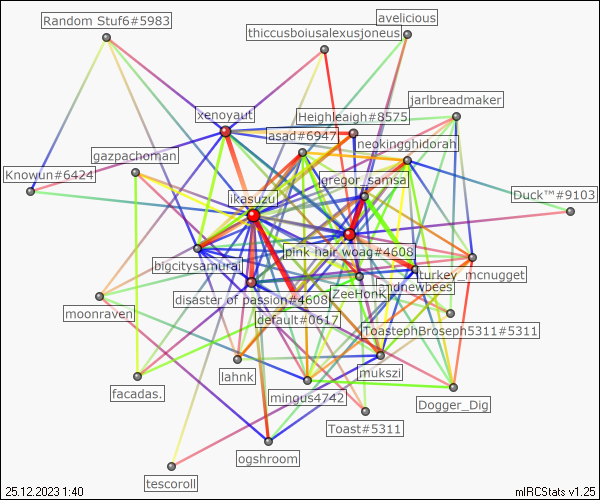 Random Stuf6#5983
avelicious
thiccusboiusalexusjoneus
jarlbreadmaker
xenoyaut
Heighleigh#8575
asad#6947
neokingghidorah
gazpachoman
Knowun#6424
gregor_samsa
Duck™#9103
ikasuzu
pink hair woag#4608
bigcitysamurai
turkey_mcnugget
disaster of passion#4608
ZeeHonk
andnewbees
moonraven
default#0617
ToastephBroseph5311#5311
lahnk
mukszi
facadas.
mingus4742
Dogger_Dig
Toast#5311
ogshroom
tescoroll
25.12.2023 1:40
mIRCStats v1.25